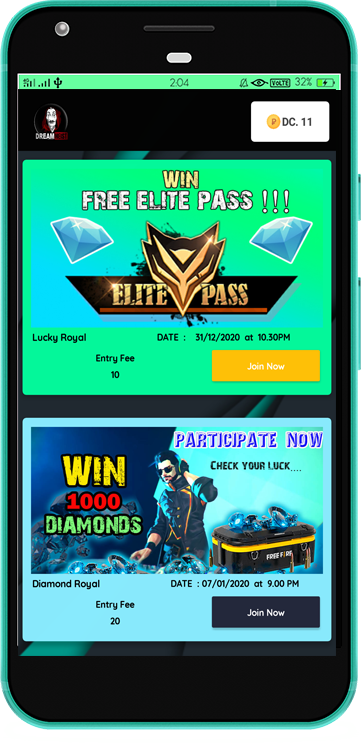 2:04
VoLTE 32%
DREAM
DC. 11
WIN
FREE ELITE PASS !!!
ELITE PASS
Lucky Royal DATE : 31/12/2020 at 10.30PM
Entry Fee
10
Join Now
PARTICIPATE NOW
WIN
1000
DIAMONDS
CHECK YOUR LUCK....
FREE FIRE
Diamond Royal DATE : 07/01/2020 at 9.00 PM
Entry Fee
20
Join Now